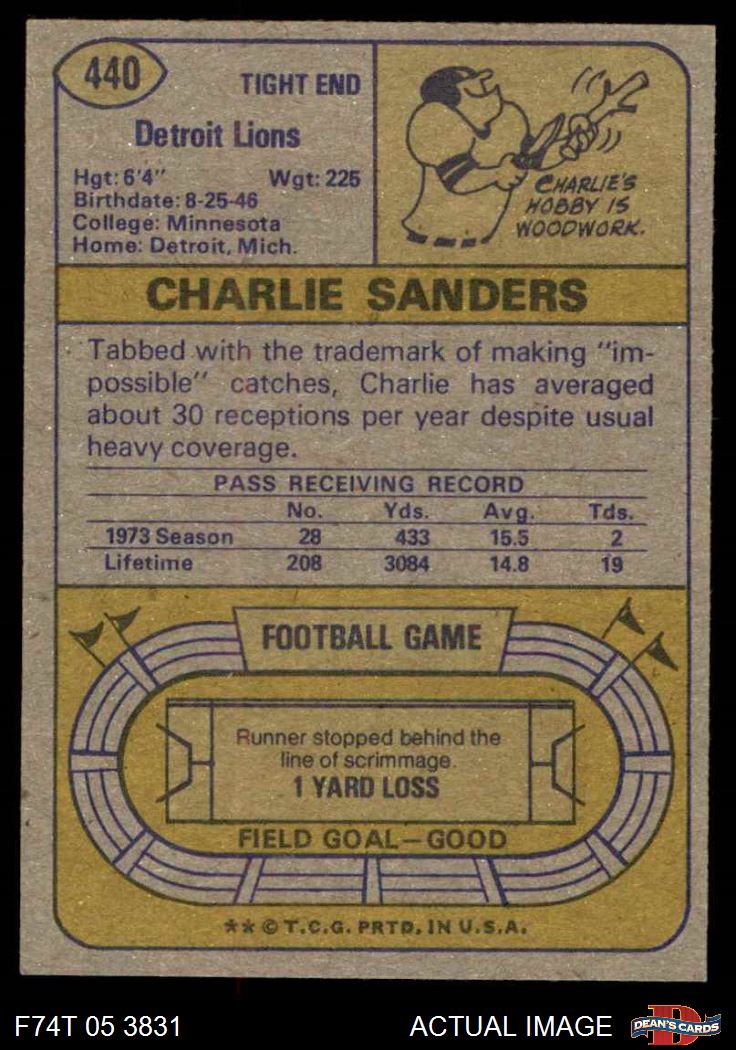 440
TIGHT END
Detroit Lions
Hgt: 6'4" Wgt: 225
Birthdate: 8-25-46
College: Minnesota
Home: Detroit, Mich.
CHARLIE'S
HOBBY IS
WOODWORK.
CHARLIE SANDERS
Tabbed with the trademark of making "im-
possible" catches, Charlie has averaged
about 30 receptions per year despite usual
heavy coverage.
PASS RECEIVING RECORD
No. Yds. Avg. Tds.
1973 Season 28 433 15.5 2
Lifetime 208 3084 14.8 19
FOOTBALL GAME
Runner stopped behind the
line of scrimmage.
1 YARD LOSS
FIELD GOAL—GOOD
** © T.C.G. PRTD. IN U.S.A.
F74T 05 3831 ACTUAL IMAGE
DEAN'S CARDS